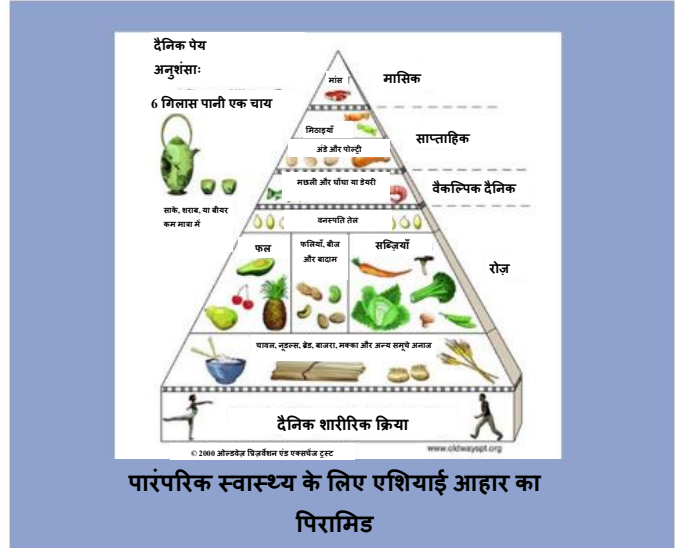 दैनिक पेय
अनुशंसाः
6 गिलास पानी एक चाय
साके, शराब, या बीयर
कम मात्रा में
मांस
मासिक
मिठाइयाँ
साप्ताहिक
अंडे और पोल्ट्री
मछली और घोंघा या डेयरी
वैकल्पिक दैनिक
वनस्पति तेल
फल
फलियाँ, बीज
और बादाम
सब्ज़ियाँ
रोज़
चावल, नूडल्स, ब्रेड, बाजरा, मक्का और अन्य समूचे अनाज
दैनिक शारीरिक क्रिया
© 2000 ओल्डवेज़ प्रिज़र्वेशन एंड एक्सचेंज ट्रस्ट
www.oldwayspt.org
पारंपरिक स्वास्थ्य के लिए एशियाई आहार का
पिरामिड